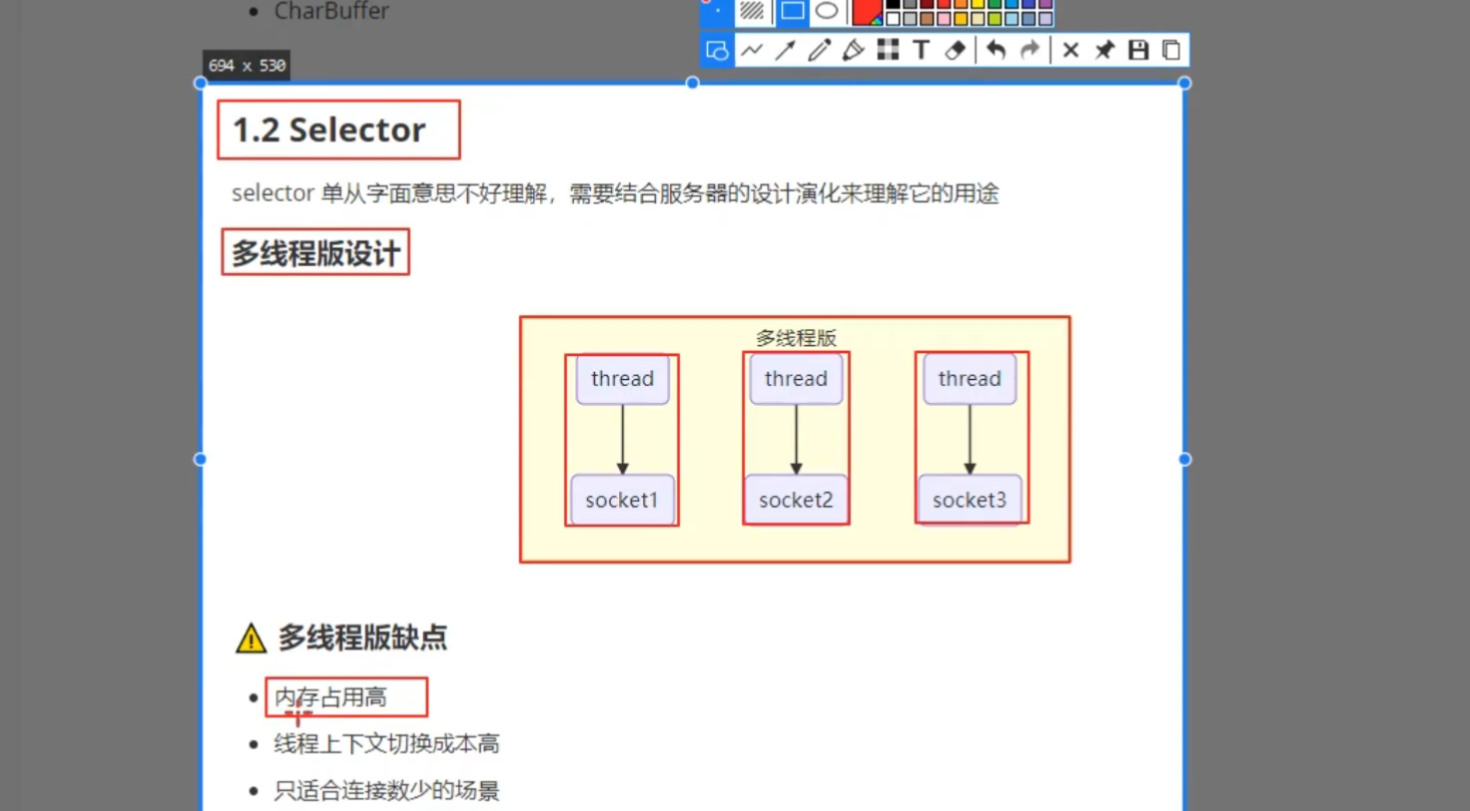 CharBuffer
694 x 530
T
1.2 Selector
selector 单从字面意思不好理解，需要结合服务器的设计演化来理解它的用途
多线程版设计
多线程版
thread thread thread
socket1 socket2 socket3
多线程版缺点
内存占用高
线程上下文切换成本高
只适合连接数少的场景